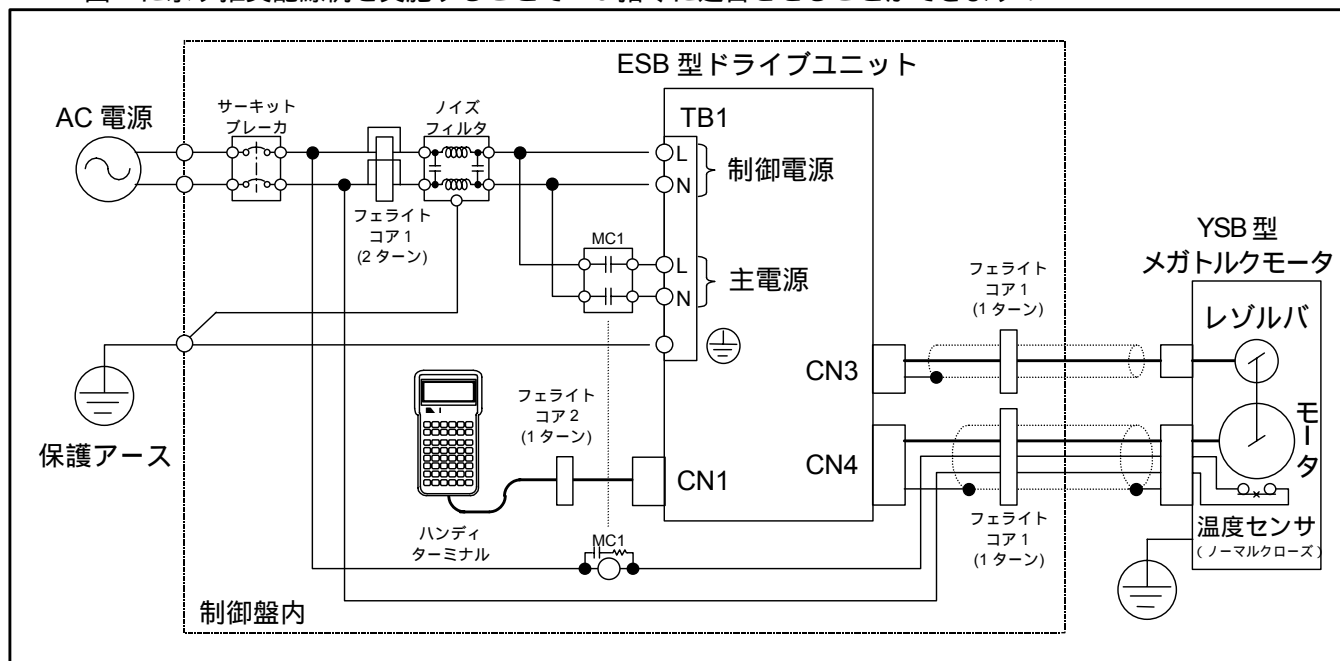 ESB 型ドライブユニット
AC 電源
サーキット
ブレーカ
ノイズ
フィルタ
TB1
L
N
制御電源
フェライト
コア 1
(2 ターン)
MC1
L
N
主電源
YSB 型
メガトルクモータ
フェライト
コア 1
(1 ターン)
レゾルバ
CN3
保護アース
フェライト
コア 2
(1 ターン)
CN1
CN4
モータ
ハンディ
ターミナル
MC1
フェライト
コア 1
(1 ターン)
温度センサ
(ノーマルクローズ)
制御盤内